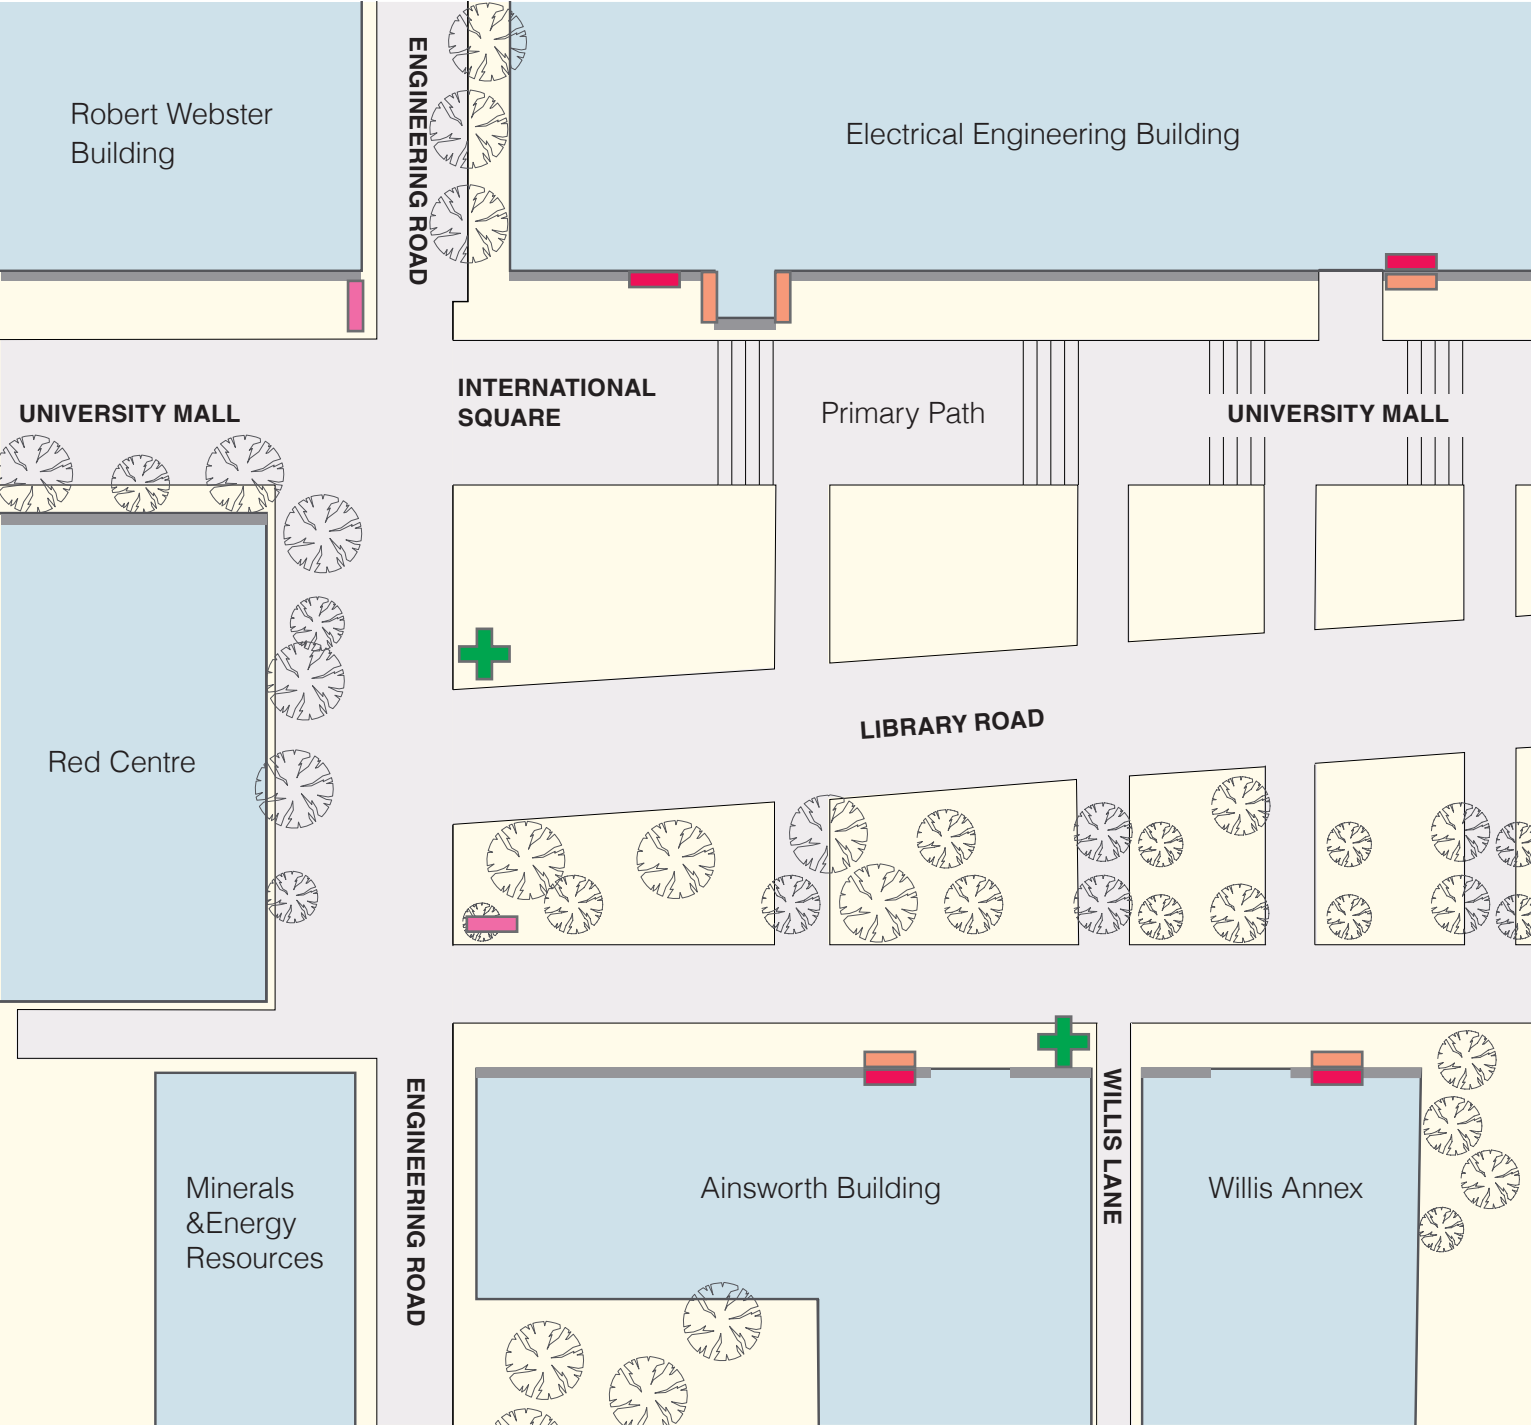 ENGINEERING ROAD
Robert Webster
Building
Electrical Engineering Building
INTERNATIONAL
SQUARE
UNIVERSITY MALL
Primary Path
UNIVERSITY MALL
LIBRARY ROAD
Red Centre
ENGINEERING ROAD
WILLIS LANE
Minerals
&Energy
Resources
Ainsworth Building
Willis Annex